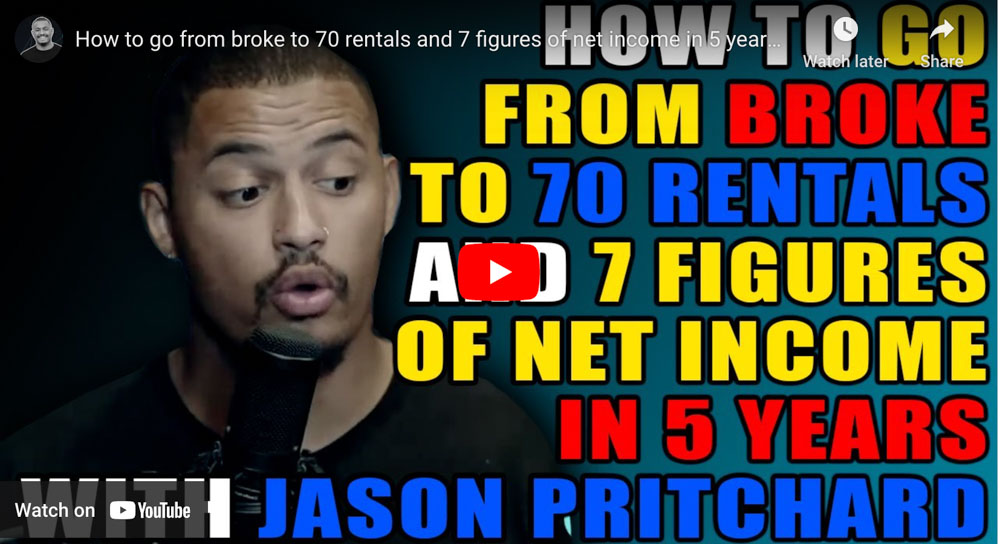 How to go from broke to 70 rentals and 7 figures of net income in 5 year...
Watch later
Share
HOW TO GO
FROM BROKE
TO 70 RENTALS
AND 7 FIGURES
OF NET INCOME
IN 5 YEARS
WITH JASON PRITCHARD
Watch on YouTube